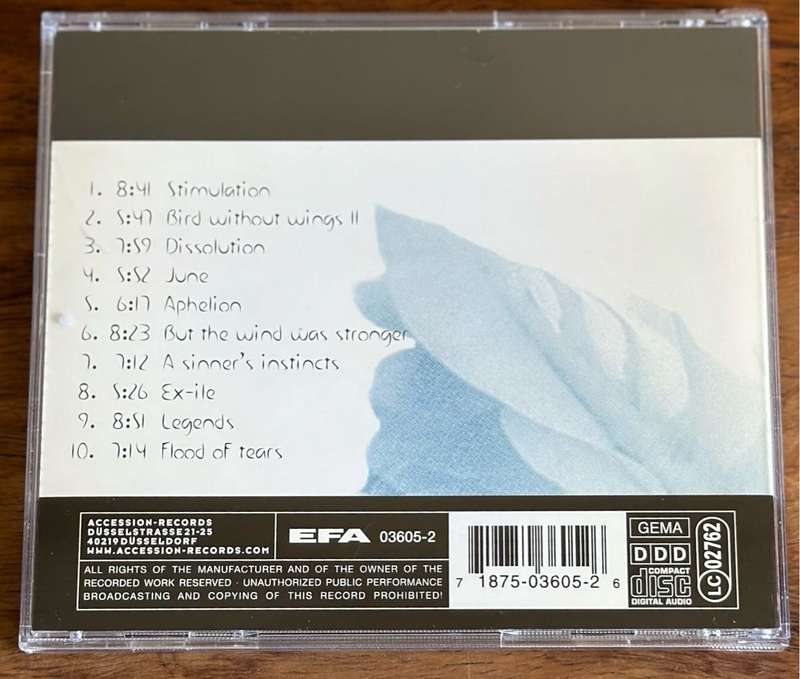 1. 8:41 Stimulation
2. 5:47 Bird without wings II
3. 7:59 Dissolution
4. 5:52 June
5. 6:17 Aphelion
6. 8:23 But the wind was stronger
7. 7:12 A sinner's instincts
8. 5:26 Ex-ile
9. 8:51 Legends
10. 7:14 Flood of tears
ACCESSION-RECORDS
DÜSSELSTRASSE 21-25
40219 DÜSSELDORF
WWW.ACCESSION-RECORDS.COM
EFA 03605-2
ALL RIGHTS OF THE MANUFACTURER AND OF THE OWNER OF THE
RECORDED WORK RESERVED · UNAUTHORIZED PUBLIC PERFORMANCE
BROADCASTING AND COPYING OF THIS RECORD PROHIBITED!
7 1875-03605-2 6
GEMA
DDD
COMPACT
disc
DIGITAL AUDIO
LC 02762